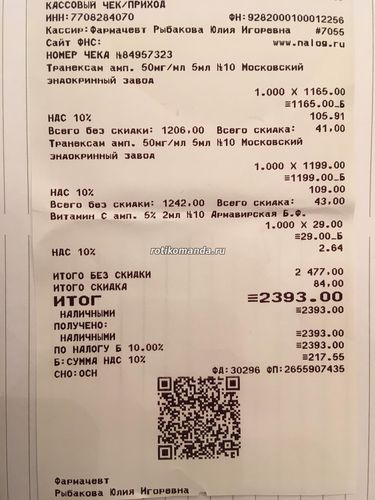 КАССОВЫЙ ЧЕК/ПРИХОД
ИНН:7708284070 ФН:9282000100012256
Кассир:Фармачевт Рыбакова Юлия Игоревна #7055
Сайт ФНС: www.nalog.ru
НОМЕР ЧЕКА №84957323
Транексам амп. 50мг/мл 5мл №10 Московский
эндокринный завод
1.000 X 1165.00
≡1165.00_Б
НДС 10% 105.91
Всего без скидки: 1206,00 Всего скидка: 41,00
Транексам амп. 50мг/мл 5мл №10 Московский
эндокринный завод
1.000 X 1199.00
≡1199.00_Б
НДС 10% 109.00
Всего без скидки: 1242,00 Всего скидка: 43,00
Витамин С амп. 5% 2мл №10 Армавирская Б.Ф.
1.000 X 29.00
≡29.00_Б
НДС 10% 2.64
rotikomanda.ru
ИТОГО БЕЗ СКИДКИ 2 477,00
ИТОГО СКИДКА 84,00
ИТОГ ≡2393.00
НАЛИЧНЫМИ ≡2393.00
ПОЛУЧЕНО:
НАЛИЧНЫМИ ≡2393.00
ПО НАЛОГУ Б 10.00% ≡2393.00
Б:СУММА НДС 10% ≡217.55
СНО:ОСН ФД:30296 ФП:2655907435
Фармачевт
Рыбакова Юлия Игоревна